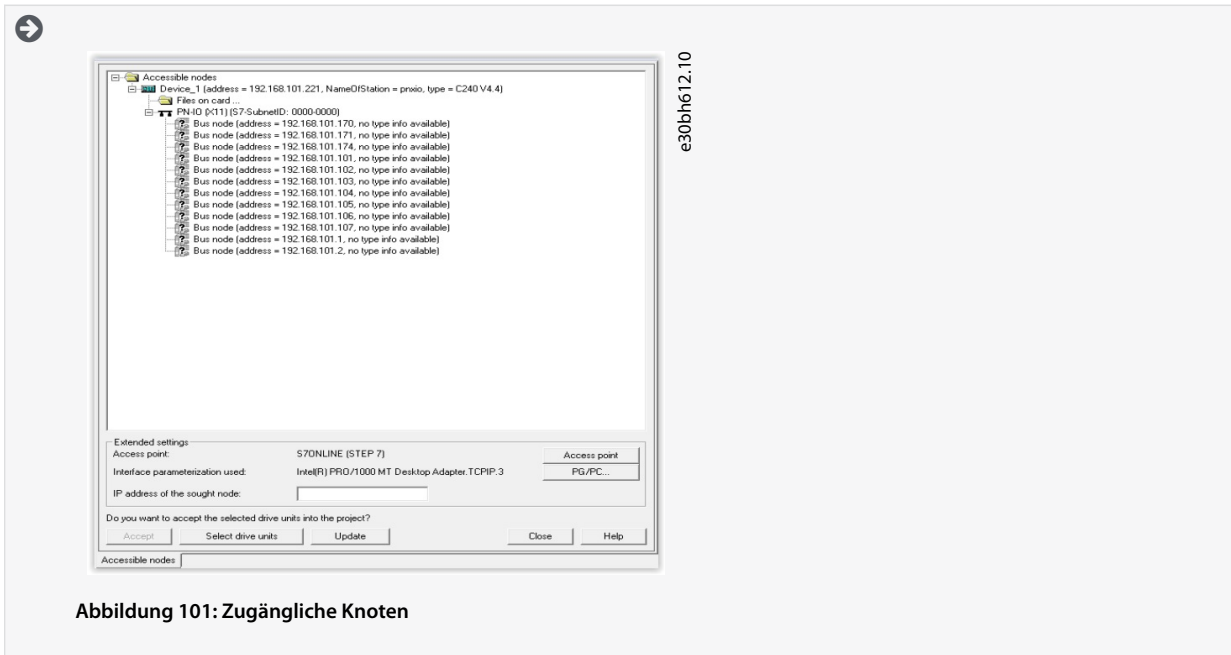 Accessible nodes
Device_1 (address = 192.168.101.221, NameOfStation = pnxio, type = C240 V4.4)
Files on card ...
PN-IO (X11) (S7-SubnetID: 0000-0000)
Bus node (address = 192.168.101.170, no type info available)
Bus node (address = 192.168.101.171, no type info available)
Bus node (address = 192.168.101.174, no type info available)
Bus node (address = 192.168.101.101, no type info available)
Bus node (address = 192.168.101.102, no type info available)
Bus node (address = 192.168.101.103, no type info available)
Bus node (address = 192.168.101.104, no type info available)
Bus node (address = 192.168.101.105, no type info available)
Bus node (address = 192.168.101.106, no type info available)
Bus node (address = 192.168.101.107, no type info available)
Bus node (address = 192.168.101.1, no type info available)
Bus node (address = 192.168.101.2, no type info available)
Extended settings
Access point: S7ONLINE (STEP 7) Access point
Interface parameterization used: Intel(R) PRO/1000 MT Desktop Adapter.TCPIP.3 PG/PC...
IP address of the sought node:
Do you want to accept the selected drive units into the project?
Accept Select drive units Update Close Help
Accessible nodes
e30bh612.10
Abbildung 101: Zugängliche Knoten